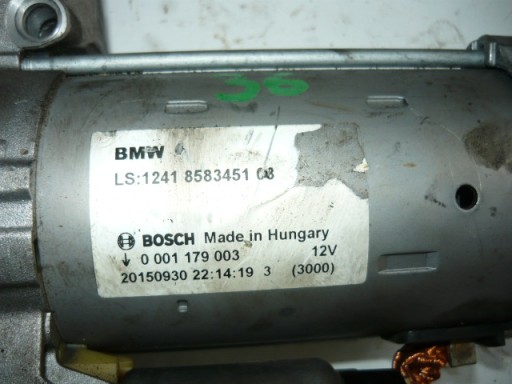 BMW
LS:1241 8583451 08
BOSCH Made in Hungary
0 001 179 003 12V
20150930 22:14:19 3 (3000)